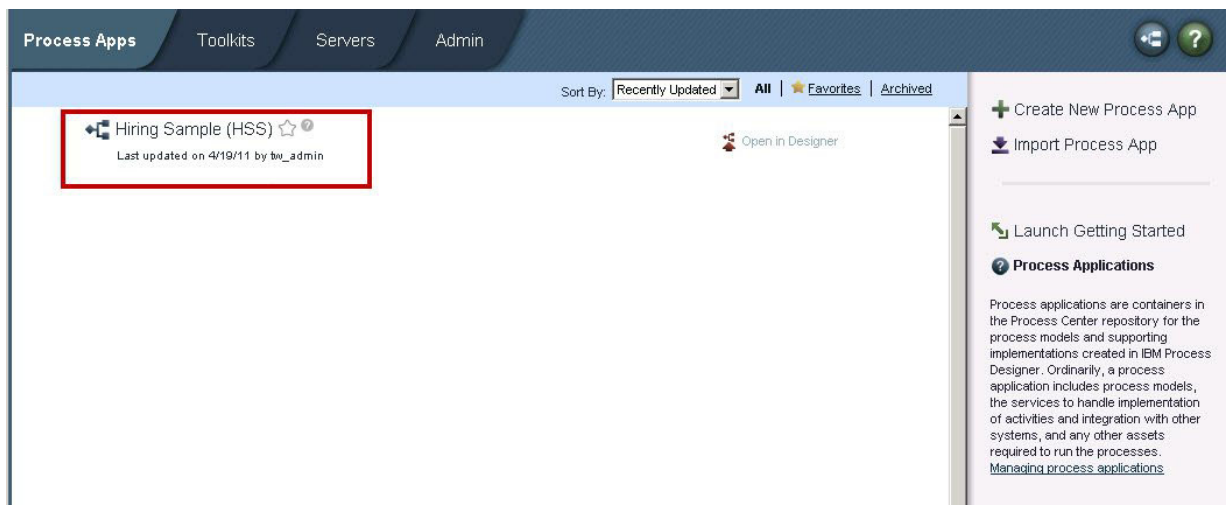 Process Apps Toolkits Servers Admin
Sort By: Recently Updated All | Favorites | Archived
Hiring Sample (HSS)
Last updated on 4/19/11 by tw_admin
Open in Designer
Create New Process App
Import Process App
Launch Getting Started
Process Applications
Process applications are containers in
the Process Center repository for the
process models and supporting
implementations created in IBM Process
Designer. Ordinarily, a process
application includes process models,
the services to handle implementation
of activities and integration with other
systems, and any other assets
required to run the processes.
Managing process applications